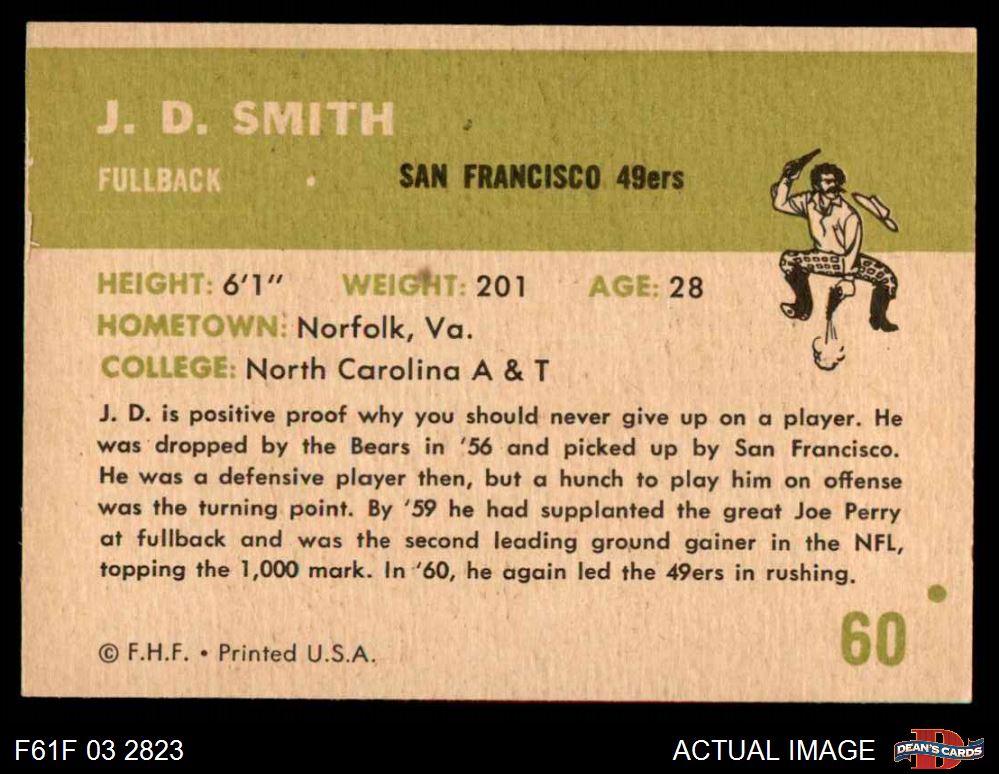 J. D. SMITH
FULLBACK . SAN FRANCISCO 49ers
HEIGHT: 6'1" WEIGHT: 201 AGE: 28
HOMETOWN: Norfolk, Va.
COLLEGE: North Carolina A & T
J. D. is positive proof why you should never give up on a player. He
was dropped by the Bears in '56 and picked up by San Francisco.
He was a defensive player then, but a hunch to play him on offense
was the turning point. By '59 he had supplanted the great Joe Perry
at fullback and was the second leading ground gainer in the NFL,
topping the 1,000 mark. In '60, he again led the 49ers in rushing.
60
© F.H.F. • Printed U.S.A.
F61F 03 2823 ACTUAL IMAGE DEAN'S CARDS